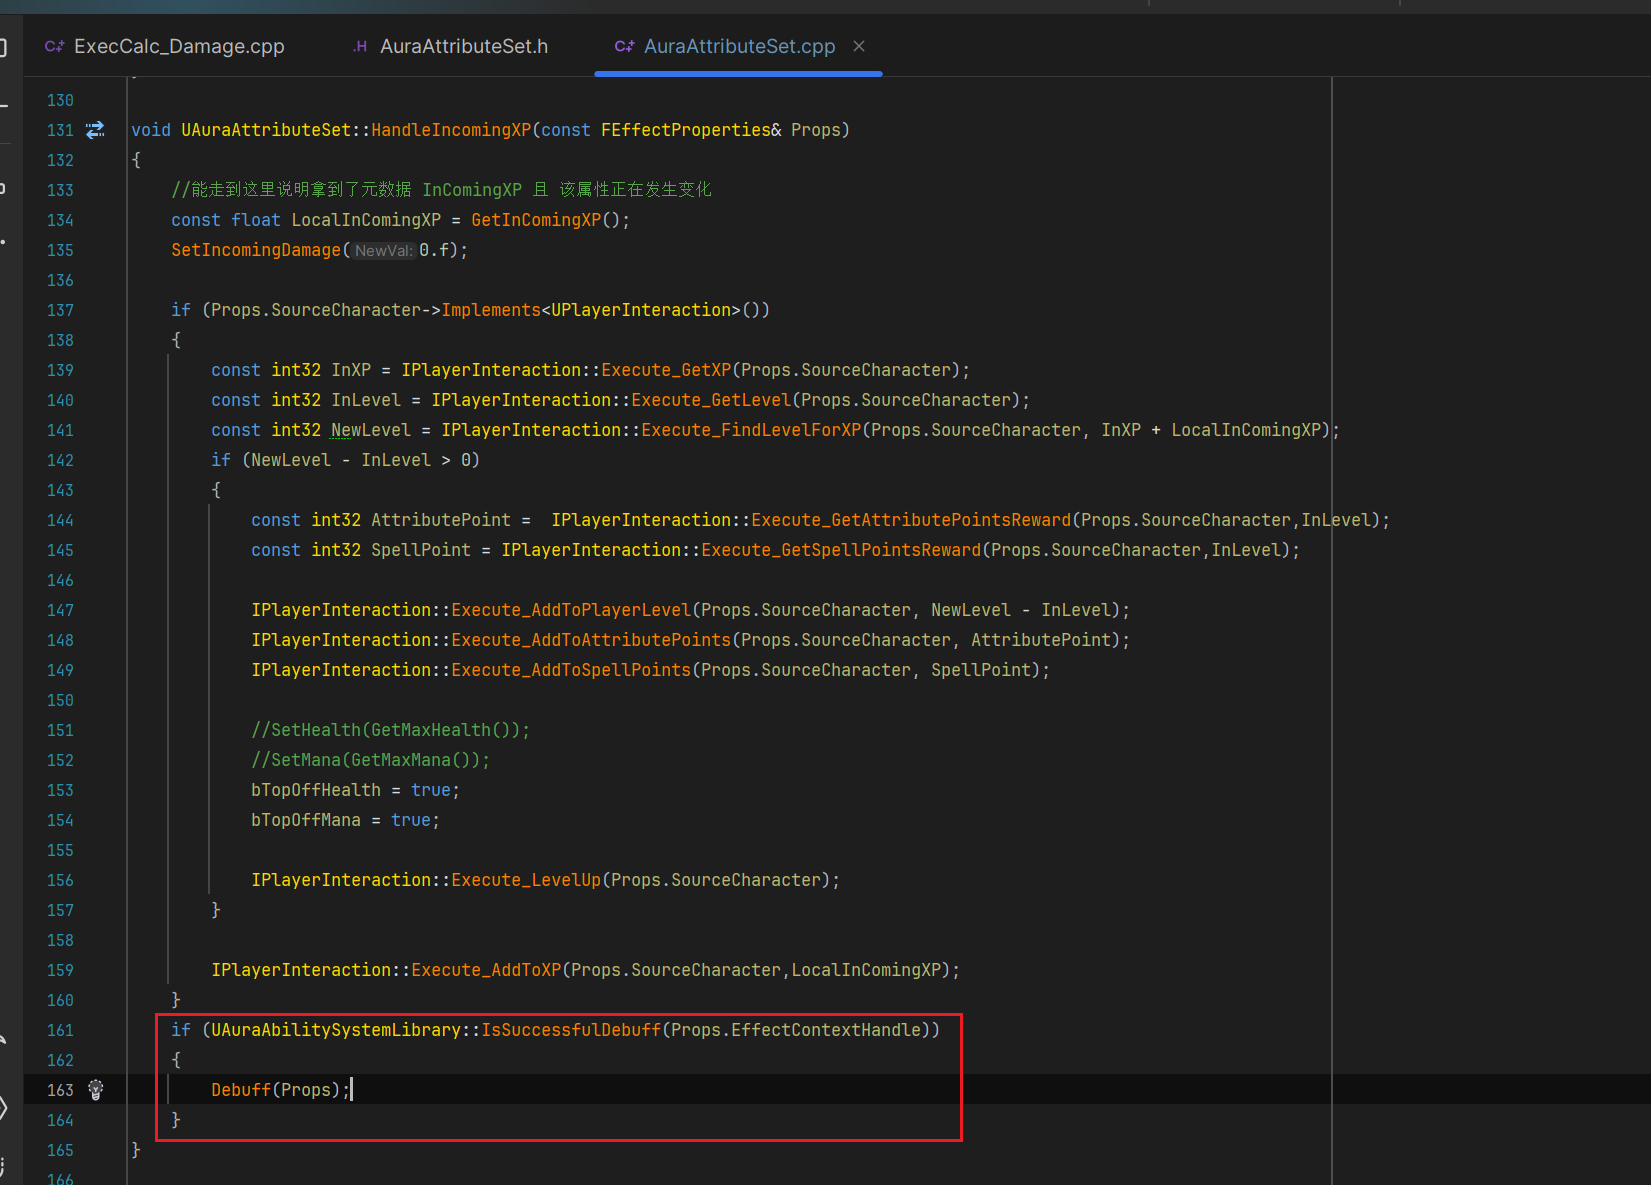 C++ ExecCalc_Damage.cpp .H AuraAttributeSet.h C++ AuraAttributeSet.cpp ×
130
131 void UAuraAttributeSet::HandleIncomingXP(const FEffectProperties& Props)
132 {
133 //能走到这里说明拿到了元数据 InComingXP 且 该属性正在发生变化
134 const float LocalInComingXP = GetInComingXP();
135 SetIncomingDamage(NewVal: 0.f);
136
137 if (Props.SourceCharacter->Implements<UPlayerInteraction>())
138 {
139 const int32 InXP = IPlayerInteraction::Execute_GetXP(Props.SourceCharacter);
140 const int32 InLevel = IPlayerInteraction::Execute_GetLevel(Props.SourceCharacter);
141 const int32 NewLevel = IPlayerInteraction::Execute_FindLevelForXP(Props.SourceCharacter, InXP + LocalInComingXP);
142 if (NewLevel - InLevel > 0)
143 {
144 const int32 AttributePoint =  IPlayerInteraction::Execute_GetAttributePointsReward(Props.SourceCharacter,InLevel);
145 const int32 SpellPoint = IPlayerInteraction::Execute_GetSpellPointsReward(Props.SourceCharacter,InLevel);
146
147 IPlayerInteraction::Execute_AddToPlayerLevel(Props.SourceCharacter, NewLevel - InLevel);
148 IPlayerInteraction::Execute_AddToAttributePoints(Props.SourceCharacter, AttributePoint);
149 IPlayerInteraction::Execute_AddToSpellPoints(Props.SourceCharacter, SpellPoint);
150
151 //SetHealth(GetMaxHealth());
152 //SetMana(GetMaxMana());
153 bTopOffHealth = true;
154 bTopOffMana = true;
155
156 IPlayerInteraction::Execute_LevelUp(Props.SourceCharacter);
157 }
158
159 IPlayerInteraction::Execute_AddToXP(Props.SourceCharacter,LocalInComingXP);
160 }
161 if (UAuraAbilitySystemLibrary::IsSuccessfulDebuff(Props.EffectContextHandle))
162 {
163 Debuff(Props);
164 }
165 }
166